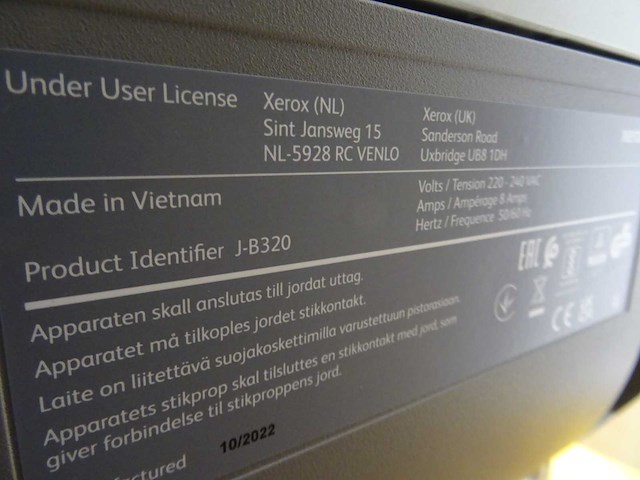 Under User License
Xerox (NL)
Sint Jansweg 15
NL-5928 RC VENLO
Xerox (UK)
Sanderson Road
Uxbridge UB8 1DH
Made in Vietnam
Volts / Tension 220 - 240 VAC
Amps / Ampérage 8 Amps
Hertz / Frequence 50/60 Hz
Product Identifier J-B320
EAC
CE
Apparaten skall anslutas till jordat uttag.
Apparatet må tilkoples jordet stikkontakt.
Laite on liitettävä suojakoskettimilla varustettuun pistorasiaan.
Apparatets stikprop skal tilsluttes en stikkontakt med jord, som
giver forbindelse til stikproppens jord.
10/2022